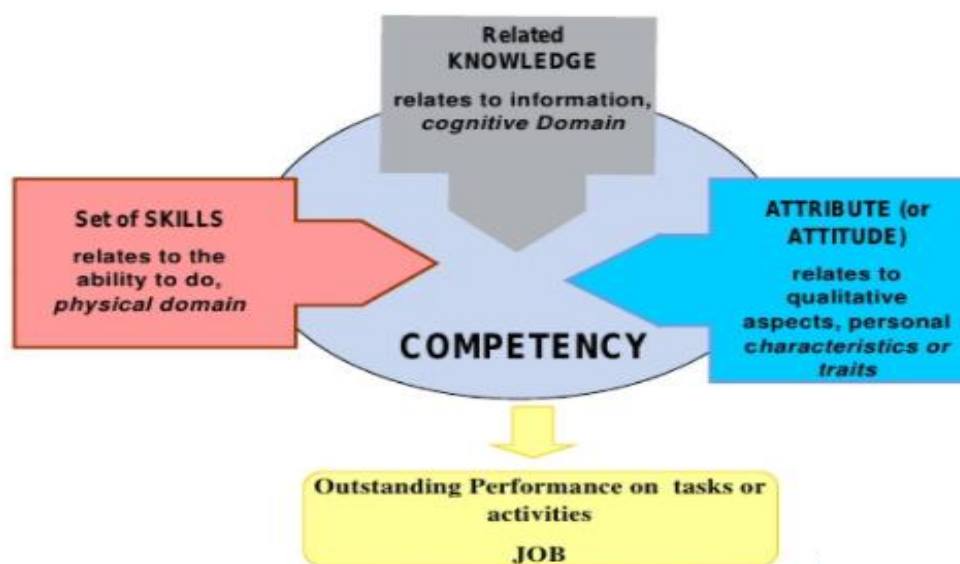 Related
KNOWLEDGE
relates to information,
cognitive Domain
Set of SKILLS
relates to the
ability to do,
physical domain
ATTRIBUTE (or
ATTITUDE)
relates to
qualitative
aspects, personal
characteristics or
traits
COMPETENCY
Outstanding Performance on tasks or
activities
JOB